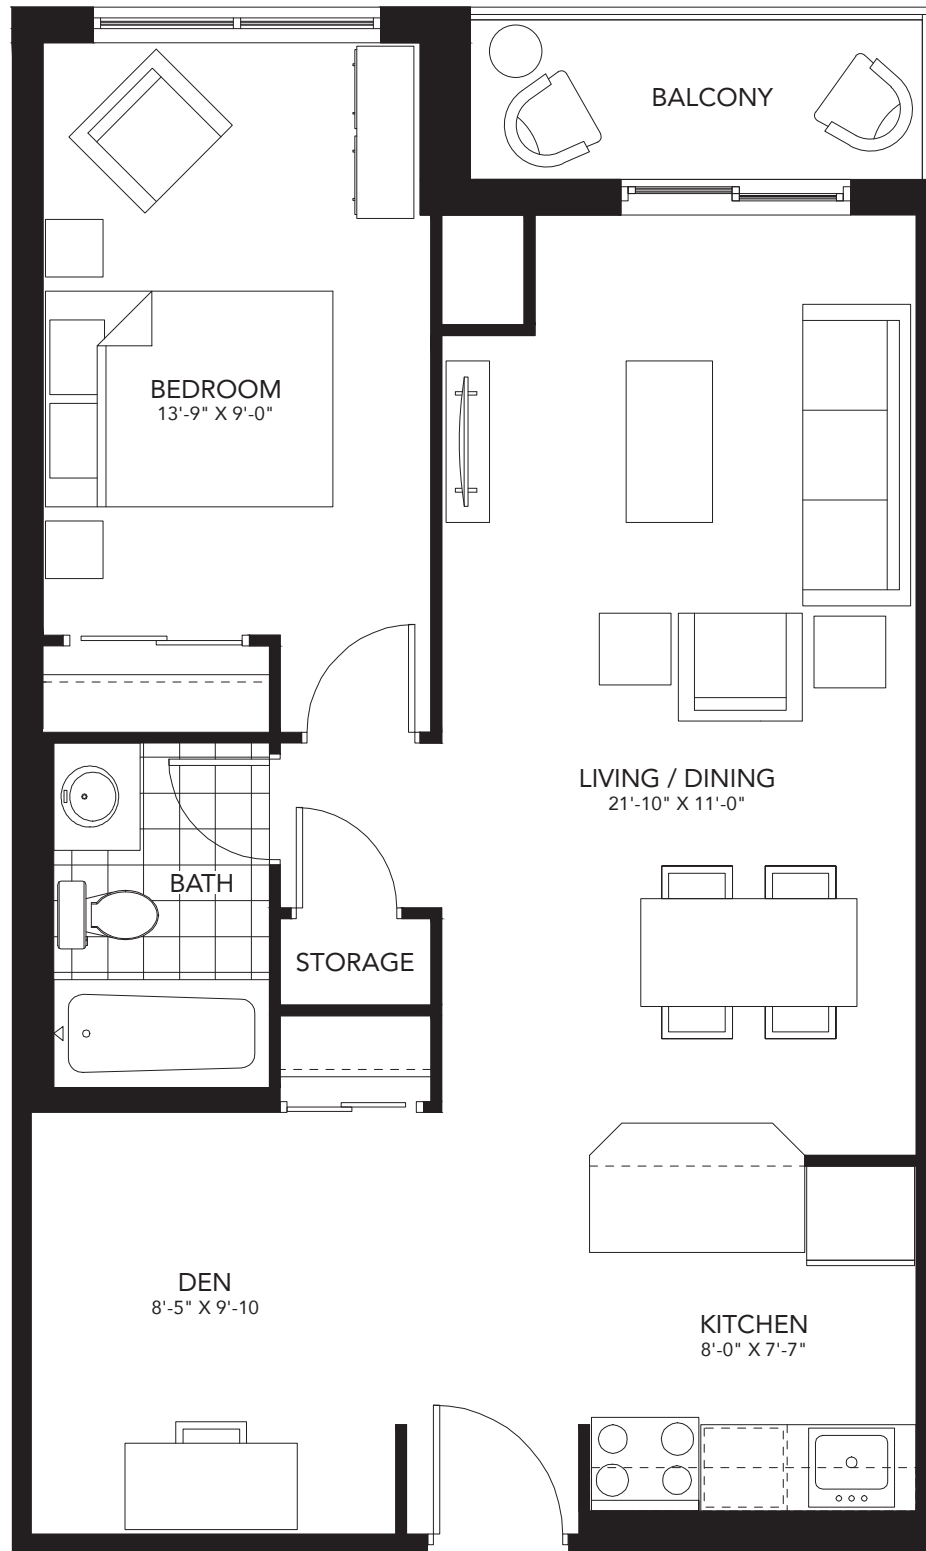 BALCONY
BEDROOM
13'-9" X 9'-0"
LIVING / DINING
21'-10" X 11'-0"
BATH
STORAGE
DEN
8'-5" X 9'-10
KITCHEN
8'-0" X 7'-7"